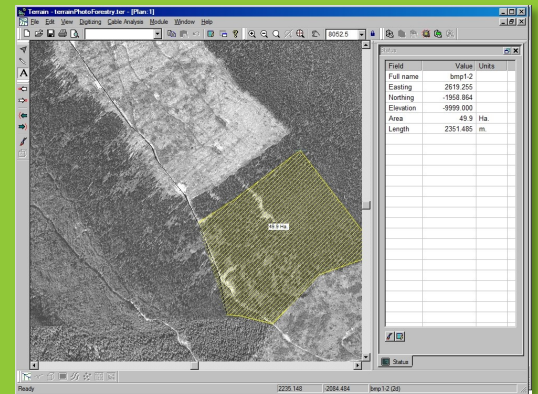 Terrain - terrainPhotoForestry.ter - [Plan: 1]
File Edit View Digitizing Cable Analysis Module Window Help
8052.5
A
Status
Field Value Units
Full name bmp1-2
Easting 2619.255
Northing -1958.864
Elevation -9999.000
Area 49.9 Ha.
Length 2351.485 m.
49.9 Ha.
Status
Ready 2235.148 -2084.484 bmp1-2 (2d)